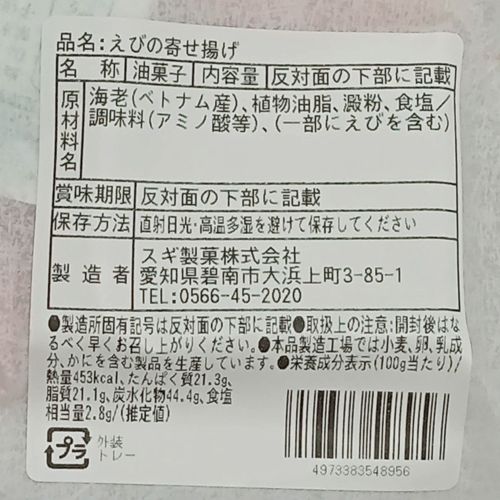 品名:えびの寄せ揚げ
名 称 油菓子 内容量 反対面の下部に記載
原材料名 海老(ベトナム産)、植物油脂、澱粉、食塩/
調味料(アミノ酸等)、(一部にえびを含む)
賞味期限 反対面の下部に記載
保存方法 直射日光・高温多湿を避けて保存してください
製造者 スギ製菓株式会社
愛知県碧南市大浜上町3-85-1
TEL:0566-45-2020
●製造所固有記号は反対面の下部に記載●取扱上の注意:開封後はな
るべく早くお召し上がりください。●本品製造工場では小麦、卵、乳成
分、かにを含む製品を生産しています。●栄養成分表示(100g当たり)/
熱量453kcal、たんぱく質21.3g、
脂質21.1g、炭水化物44.4g、食塩
相当量2.8g/(推定値)
プラ 外装
トレー
4979383548956